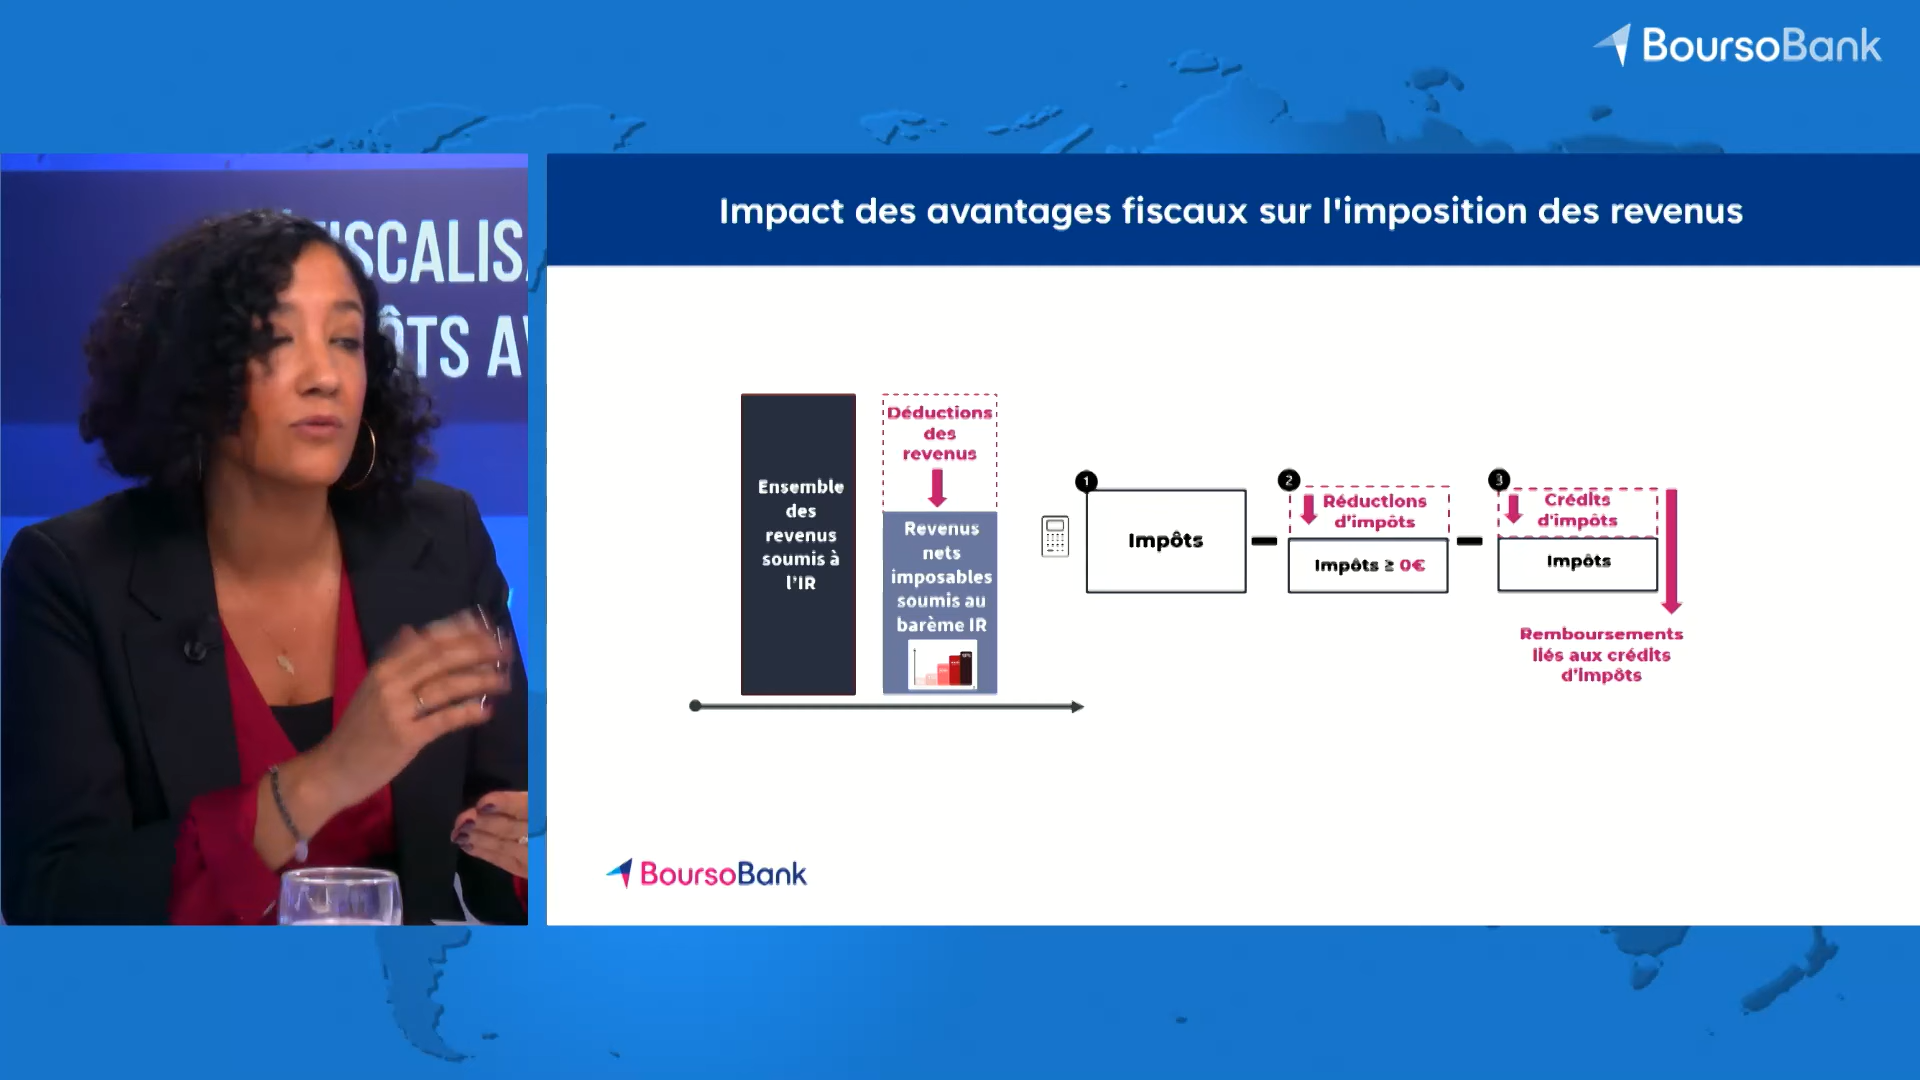 BoursoBank
ISCALIS
ÔTS A
Impact des avantages fiscaux sur l'imposition des revenus
Ensemble
des
revenus
soumis à
l'IR
Déductions
des
revenus
Revenus
nets
imposables
soumis au
barème IR
1
Impôts
2
Réductions
d'impôts
Impôts ≥ 0€
3
Crédits
d'impôts
Impôts
Remboursements
liés aux crédits
d'impôts
BoursoBank